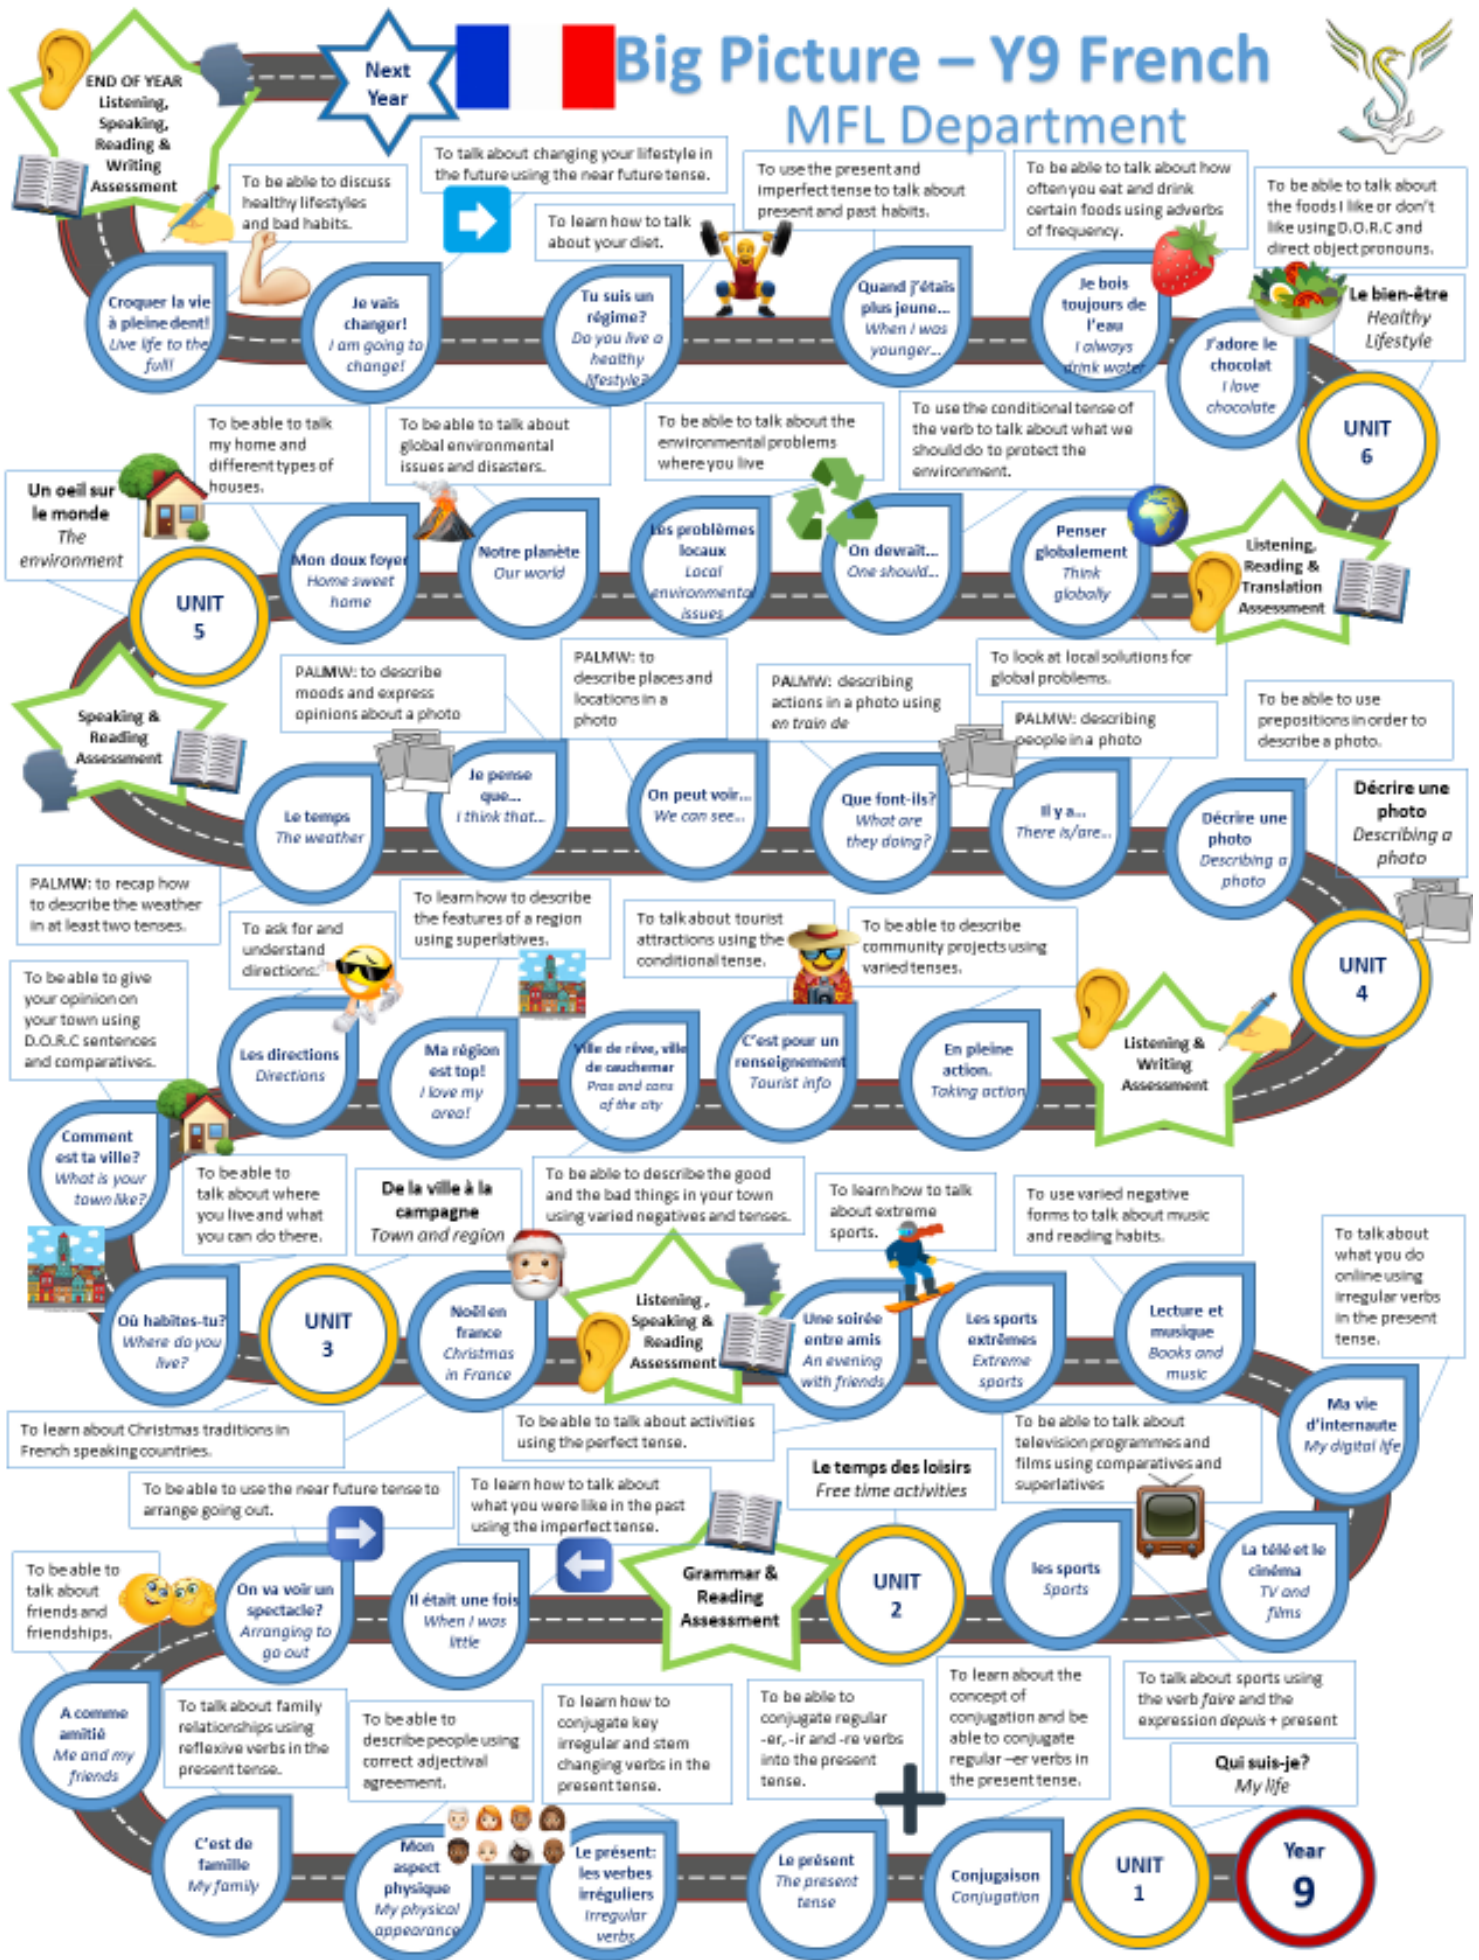 Big Picture – Y9 French
MFL Department
Next
Year
END OF YEAR
Listening,
Speaking,
Reading &
Writing
Assessment
To be able to discuss
healthy lifestyles
and bad habits.
To talk about changing your lifestyle in
the future using the near future tense.
To learn how to talk
about your diet.
To use the present and
imperfect tense to talk about
present and past habits.
To be able to talk about how
often you eat and drink
certain foods using adverbs
of frequency.
To be able to talk about
the foods I like or don't
like using D.O.R.C and
direct object pronouns.
Croquer la vie
à pleine dent!
Live life to the
full!
Je vais
changer!
I am going to
change!
Tu suis un
régime?
Do you live a
healthy
lifestyle?
Quand j'étais
plus jeune...
When I was
younger...
Je bois
toujours de
l'eau
I always
drink water
J'adore le
chocolat
I love
chocolate
Le bien-être
Healthy
Lifestyle
UNIT
6
To be able to talk
my home and
different types of
houses.
To be able to talk about
global environmental
issues and disasters.
To be able to talk about the
environmental problems
where you live
To use the conditional tense of
the verb to talk about what we
should do to protect the
environment.
Un oeil sur
le monde
The
environment
UNIT
5
Mon doux foyer
Home sweet
home
Notre planète
Our world
Les problèmes
locaux
Local
environmental
issues
On devrait...
One should...
Penser
globalement
Think
globally
Listening,
Reading &
Translation
Assessment
To look at local solutions for
global problems.
Speaking &
Reading
Assessment
PALMW: to describe
moods and express
opinions about a photo
PALMW: to
describe places and
locations in a
photo
PALMW: describing
actions in a photo using
en train de
PALMW: describing
people in a photo
To be able to use
prepositions in order to
describe a photo.
Le temps
The weather
Je pense
que...
I think that...
On peut voir...
We can see...
Que font-ils?
What are
they doing?
Il y a...
There is/are...
Décrire une
photo
Describing a
photo
Décrire une
photo
Describing a
photo
UNIT
4
PALMW: to recap how
to describe the weather
in at least two tenses.
To ask for and
understand
directions.
To learn how to describe
the features of a region
using superlatives.
To talk about tourist
attractions using the
conditional tense.
To be able to describe
community projects using
varied tenses.
To be able to give
your opinion on
your town using
D.O.R.C sentences
and comparatives.
Les directions
Directions
Ma région
est top!
I love my
area!
Ville de rêve, ville
de cauchemar
Pros and cons
of the city
C'est pour un
renseignement
Tourist info
En pleine
action.
Taking action
Listening &
Writing
Assessment
Comment
est ta ville?
What is your
town like?
To be able to
talk about where
you live and what
you can do there.
De la ville à la
campagne
Town and region
To be able to describe the good
and the bad things in your town
using varied negatives and tenses.
To learn how to talk
about extreme
sports.
To use varied negative
forms to talk about music
and reading habits.
To talk about
what you do
online using
irregular verbs
in the present
tense.
Où habites-tu?
Where do you
live?
UNIT
3
Noël en
france
Christmas
in France
Listening,
Speaking &
Reading
Assessment
Une soirée
entre amis
An evening
with friends
Les sports
extrêmes
Extreme
sports
Lecture et
musique
Books and
music
Ma vie
d'internaute
My digital life
To learn about Christmas traditions in
French speaking countries.
To be able to talk about activities
using the perfect tense.
To be able to talk about
television programmes and
films using comparatives and
superlatives
To be able to use the near future tense to
arrange going out.
To learn how to talk about
what you were like in the past
using the imperfect tense.
Le temps des loisirs
Free time activities
To be able to
talk about
friends and
friendships.
On va voir un
spectacle?
Arranging to
go out
Il était une fois
When I was
little
Grammar &
Reading
Assessment
UNIT
2
les sports
Sports
La télé et le
cinéma
TV and
films
A comme
amitié
Me and my
friends
To talk about family
relationships using
reflexive verbs in the
present tense.
To be able to
describe people using
correct adjectival
agreement.
To learn how to
conjugate key
irregular and stem
changing verbs in the
present tense.
To be able to
conjugate regular
-er, -ir and -re verbs
into the present
tense.
To learn about the
concept of
conjugation and be
able to conjugate
regular –er verbs in
the present tense.
To talk about sports using
the verb faire and the
expression depuis + present
Qui suis-je?
My life
C'est de
famille
My family
Mon
aspect
physique
My physical
appearance
Le présent:
les verbes
irréguliers
Irregular
verbs
Le présent
The present
tense
Conjugaison
Conjugation
UNIT
1
Year
9